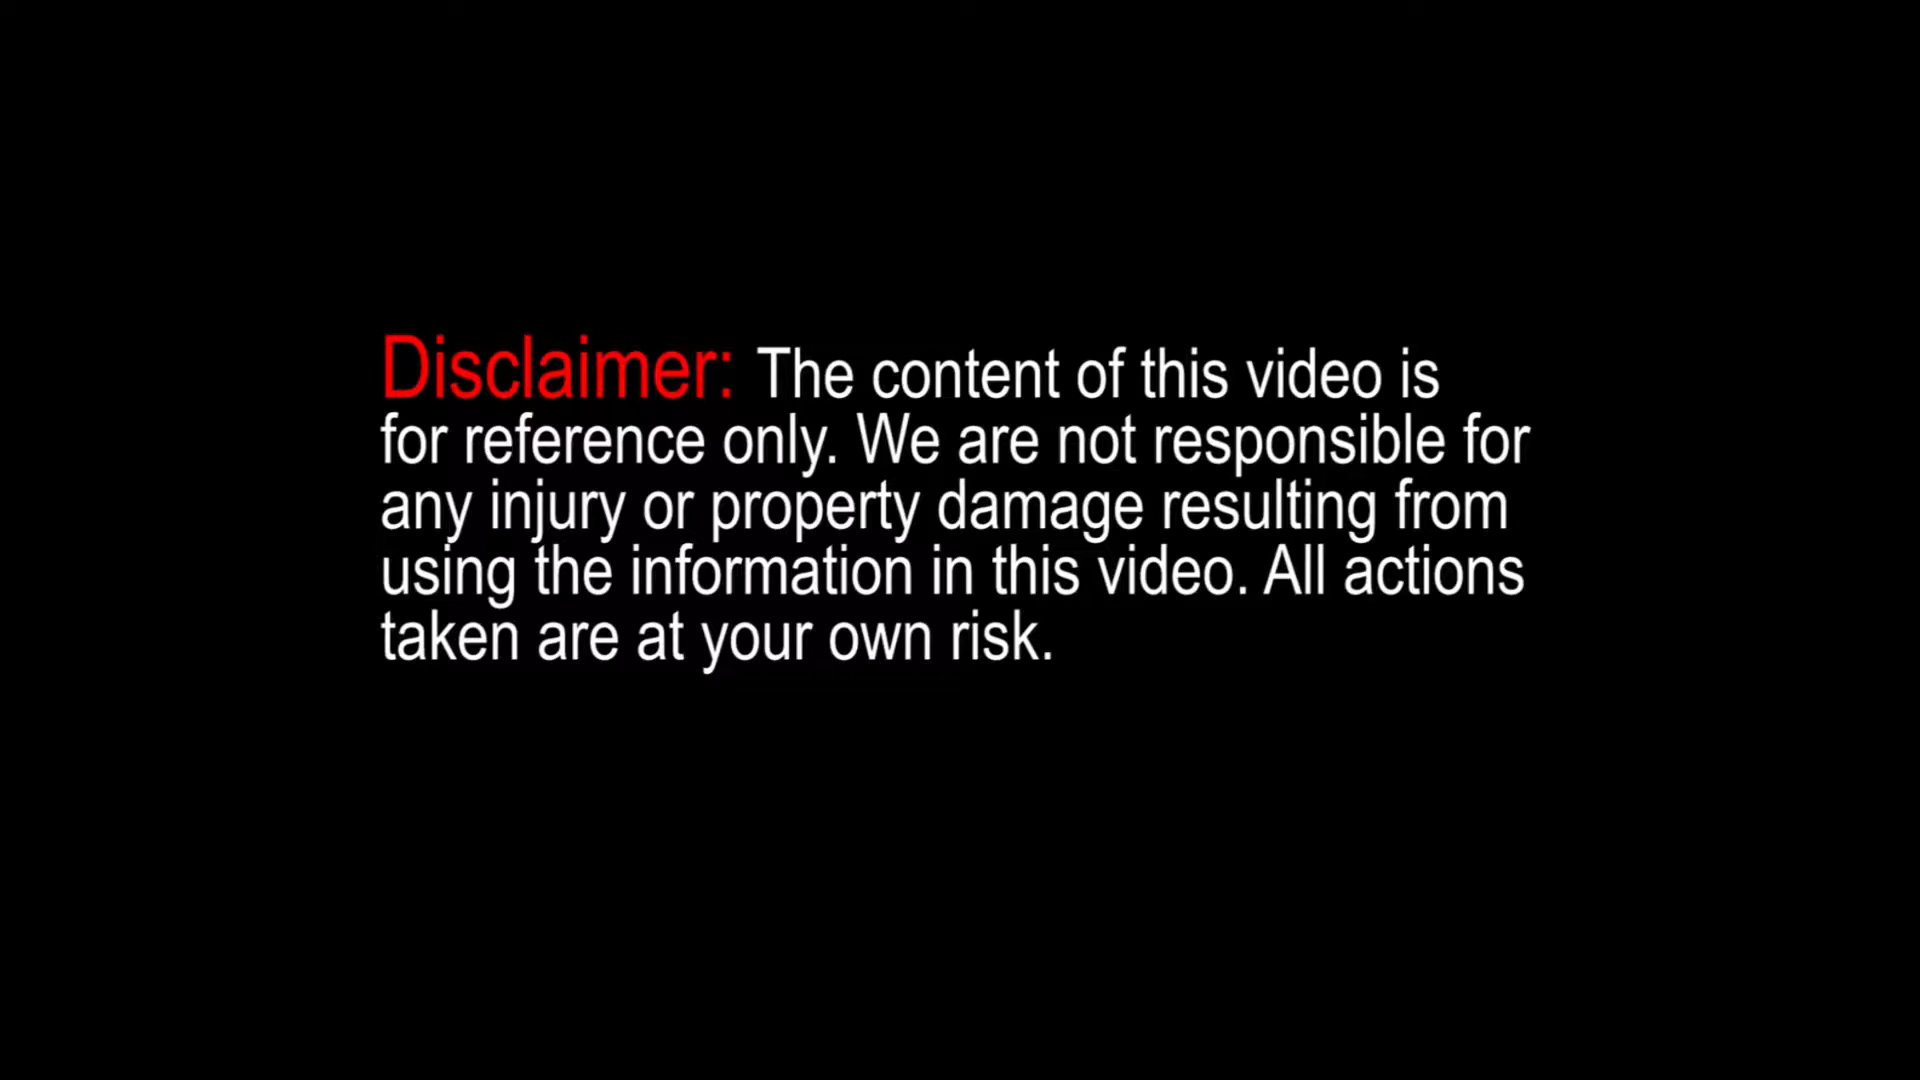 Disclaimer: The content of this video is
for reference only. We are not responsible for
any injury or property damage resulting from
using the information in this video. All actions
taken are at your own risk.